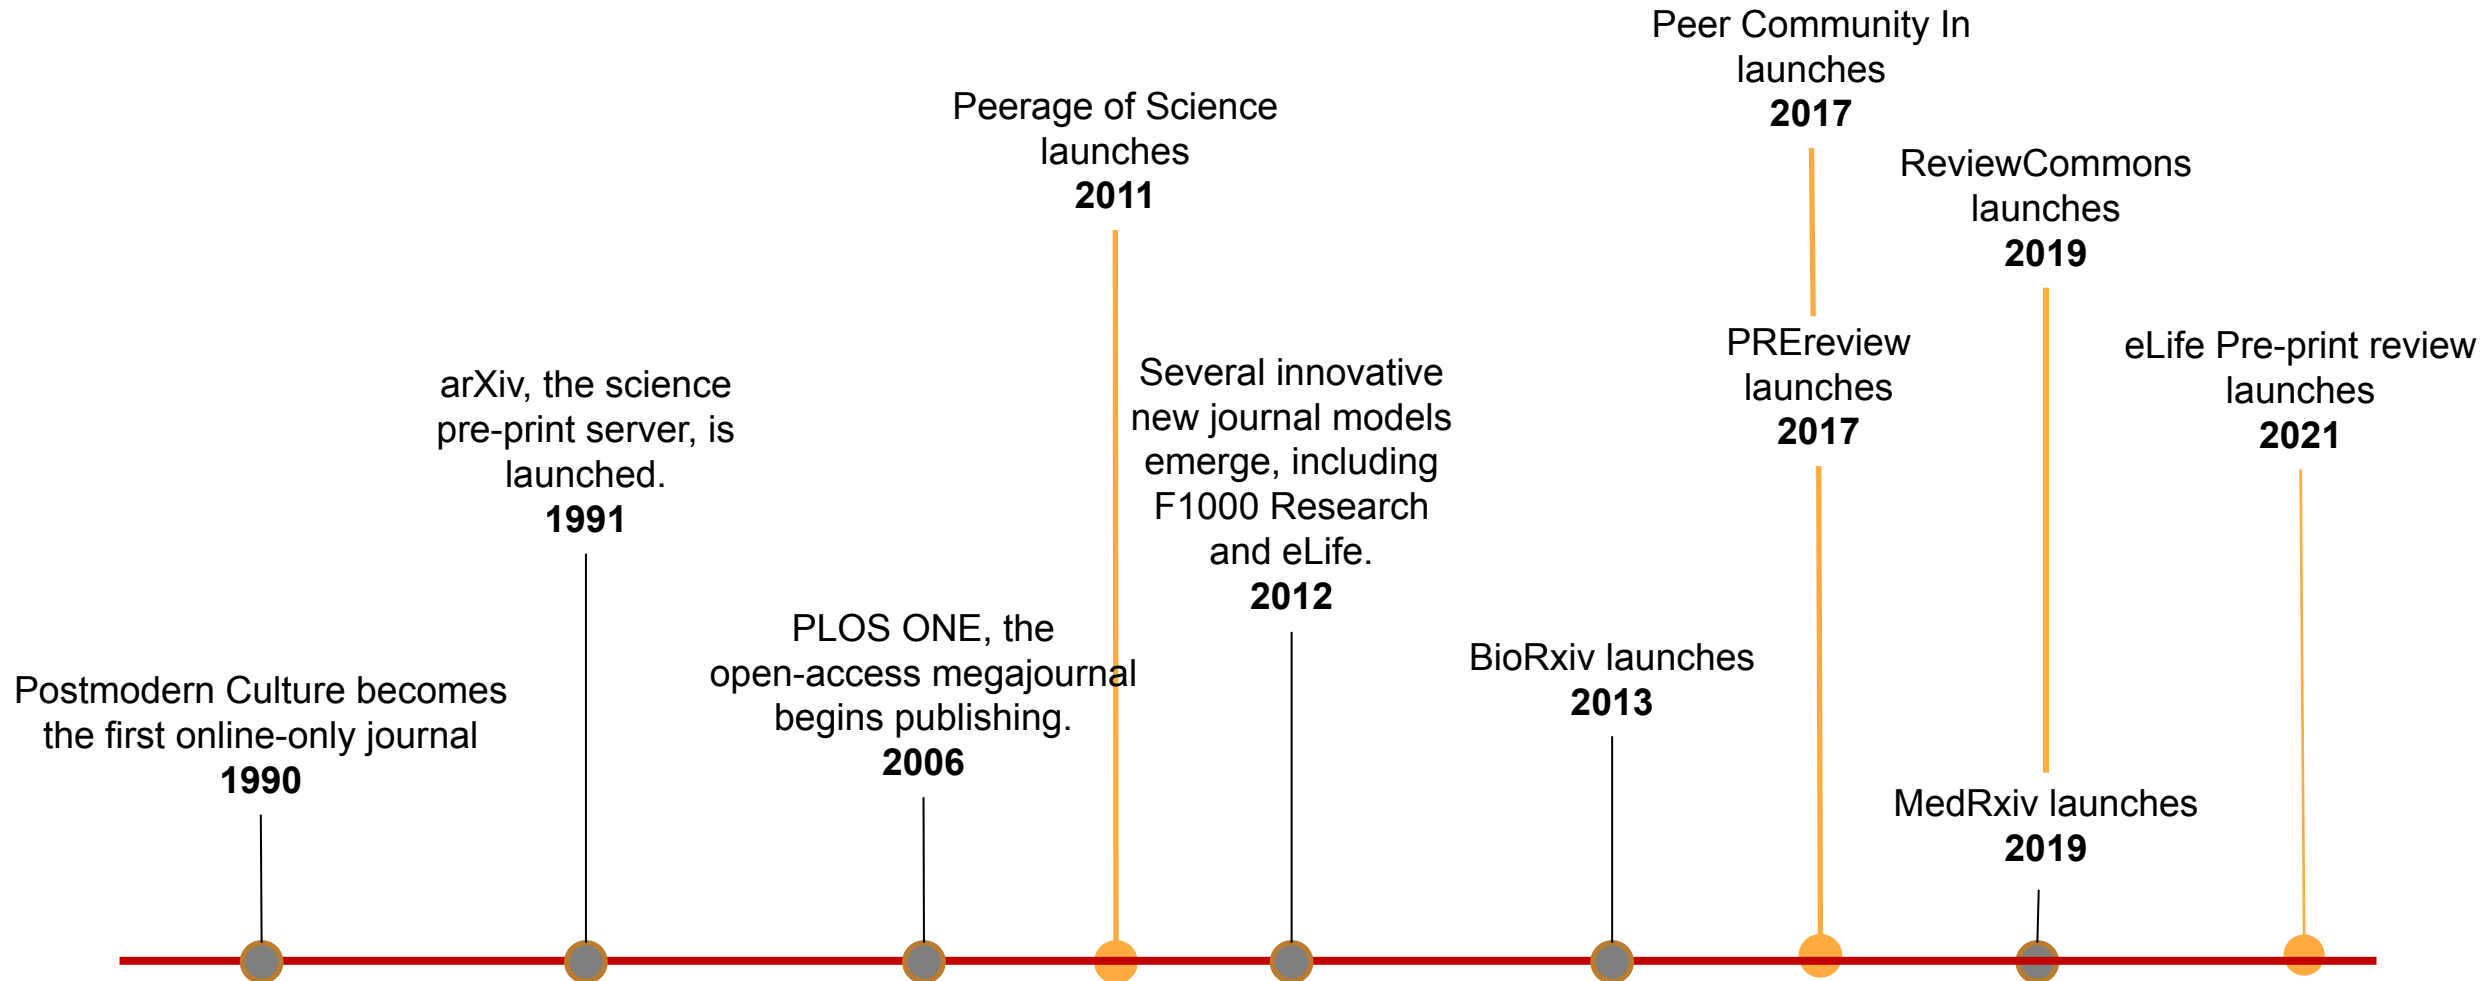 Postmodern Culture becomes
the first online-only journal
1990
arXiv, the science
pre-print server, is
launched.
1991
PLOS ONE, the
open-access megajournal
begins publishing.
2006
Peerage of Science
launches
2011
Several innovative
new journal models
emerge, including
F1000 Research
and eLife.
2012
BioRxiv launches
2013
Peer Community In
launches
2017
PREreview
launches
2017
ReviewCommons
launches
2019
MedRxiv launches
2019
eLife Pre-print review
launches
2021